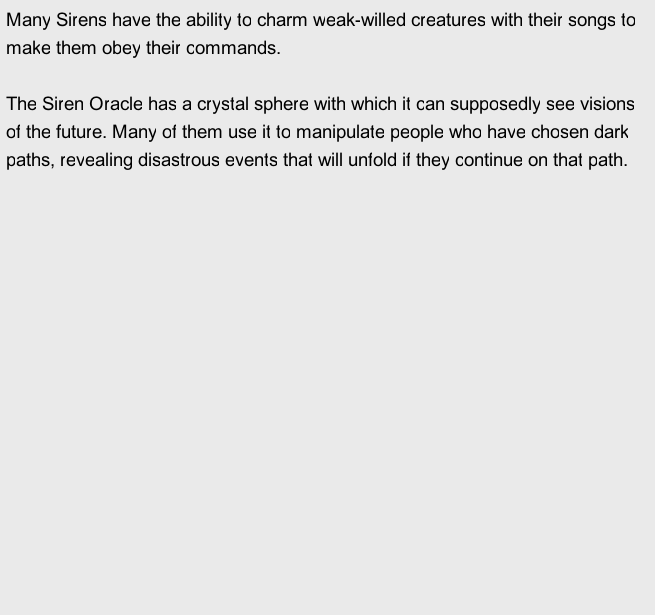 Many Sirens have the ability to charm weak-willed creatures with their songs to
make them obey their commands.
The Siren Oracle has a crystal sphere with which it can supposedly see visions
of the future. Many of them use it to manipulate people who have chosen dark
paths, revealing disastrous events that will unfold if they continue on that path.